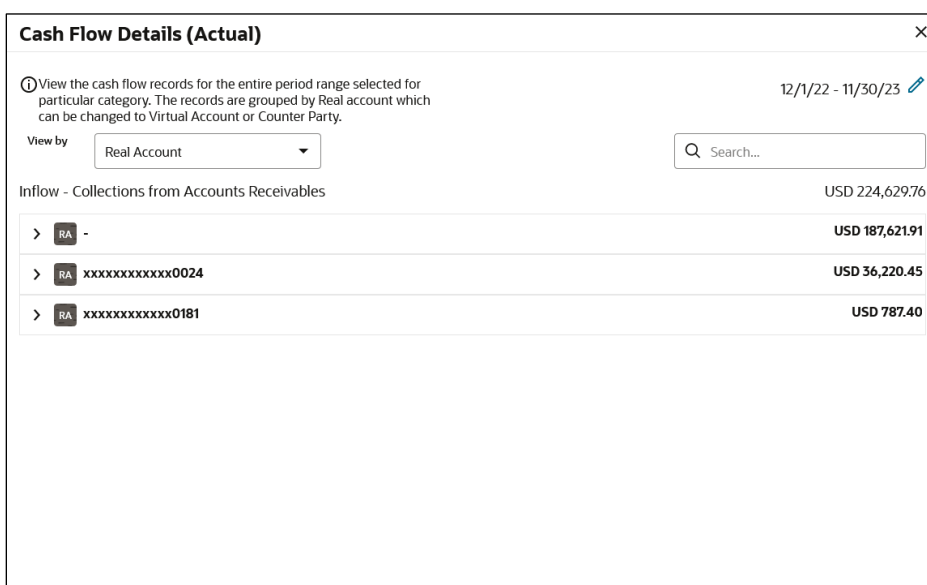 Cash Flow Details (Actual)
View the cash flow records for the entire period range selected for
particular category. The records are grouped by Real account which
can be changed to Virtual Account or Counter Party.
12/1/22 - 11/30/23
View by
Real Account
Search...
Inflow - Collections from Accounts Receivables
USD 224,629.76
RA - USD 187,621.91
RA xxxxxxxxxxxx0024 USD 36,220.45
RA xxxxxxxxxxxx0181 USD 787.40